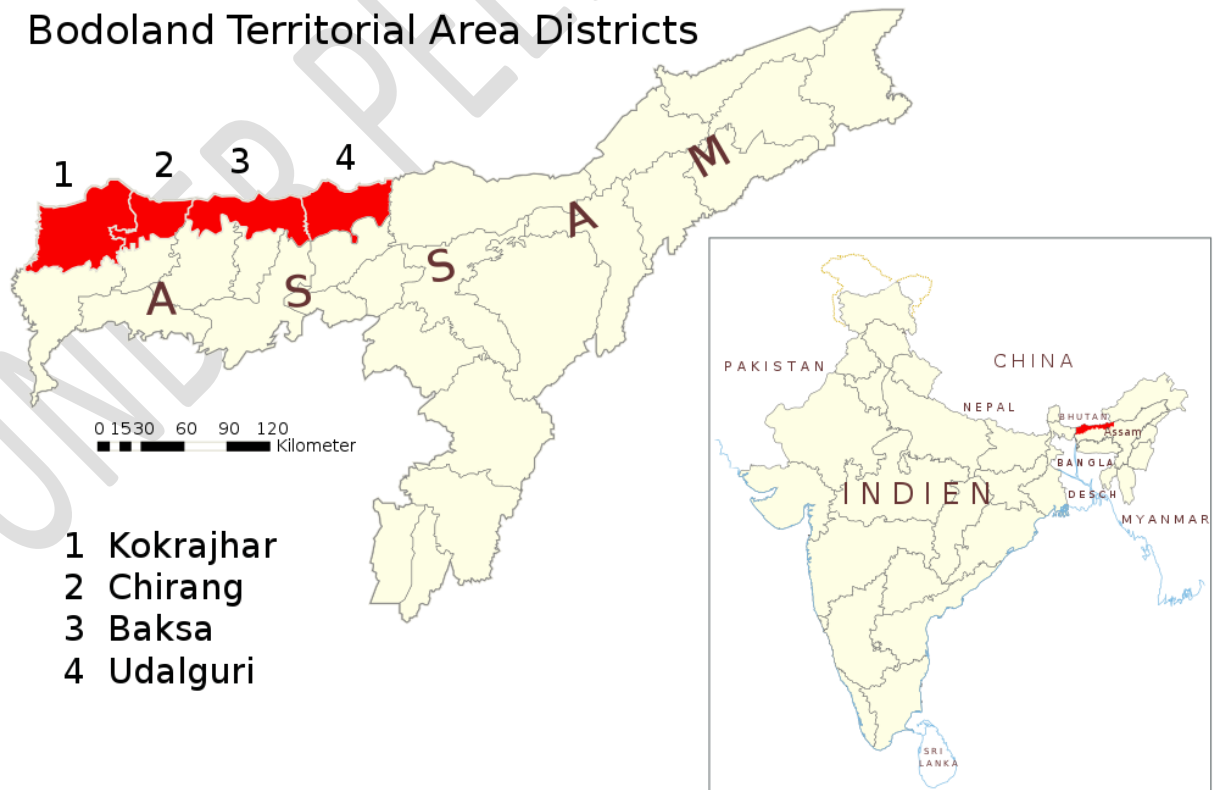 Bodoland Territorial Area Districts
1 2 3 4
A S S A M
0 15 30 60 90 120
Kilometer
1 Kokrajhar
2 Chirang
3 Baksa
4 Udalguri
PAKISTAN
CHINA
NEPAL
BHUTAN
Assam
BANGLA
DESCH
INDIEN
MYANMAR
SRI
LANKA